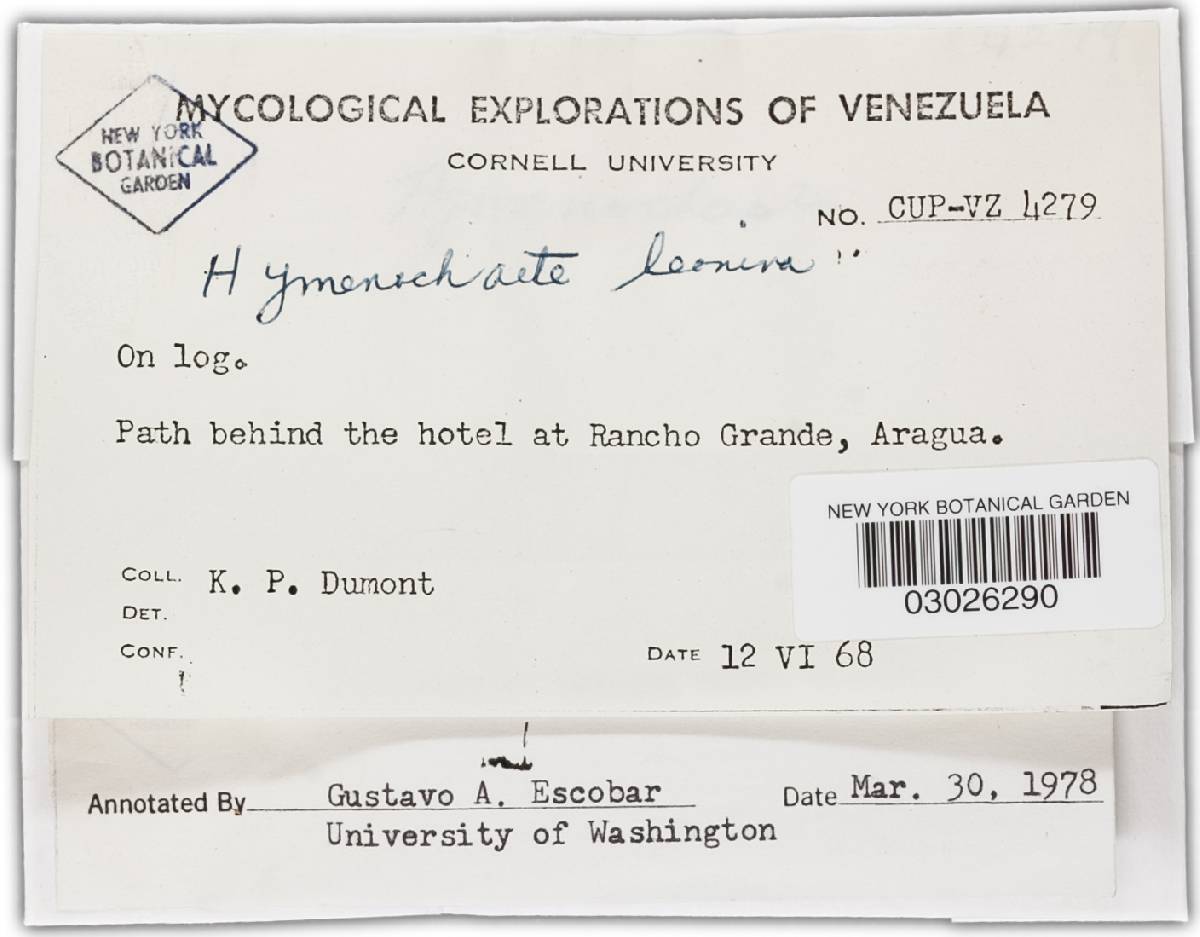 MYCOLOGICAL EXPLORATIONS OF VENEZUELA
NEW YORK
BOTANICAL
GARDEN
CORNELL UNIVERSITY
NO. CUP-VZ 4279
Hymenochaete leonina
On log.
Path behind the hotel at Rancho Grande, Aragua.
NEW YORK BOTANICAL GARDEN
03026290
COLL. K. P. Dumont
DET.
CONF.
DATE 12 VI 68
Annotated By Gustavo A. Escobar Date Mar. 30, 1978
University of Washington